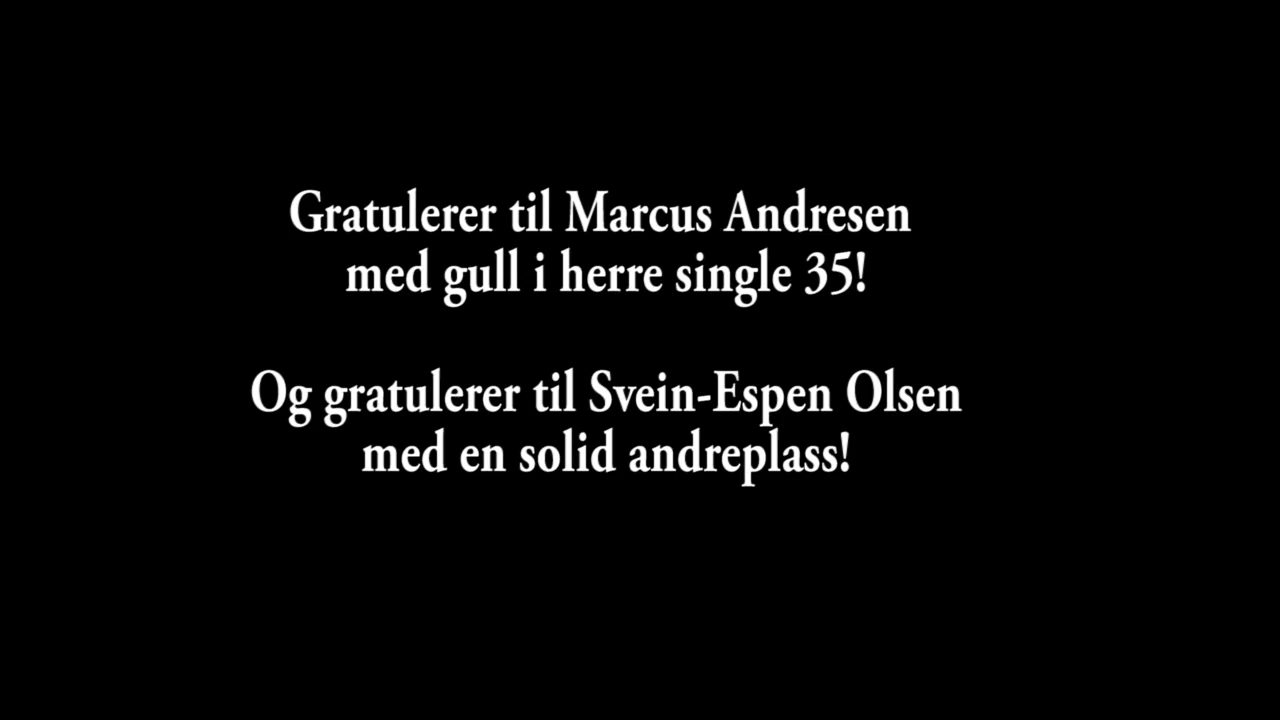 Gratulerer til Marcus Andresen
med gull i herre single 35!
Og gratulerer til Svein-Espen Olsen
med en solid andreplass!